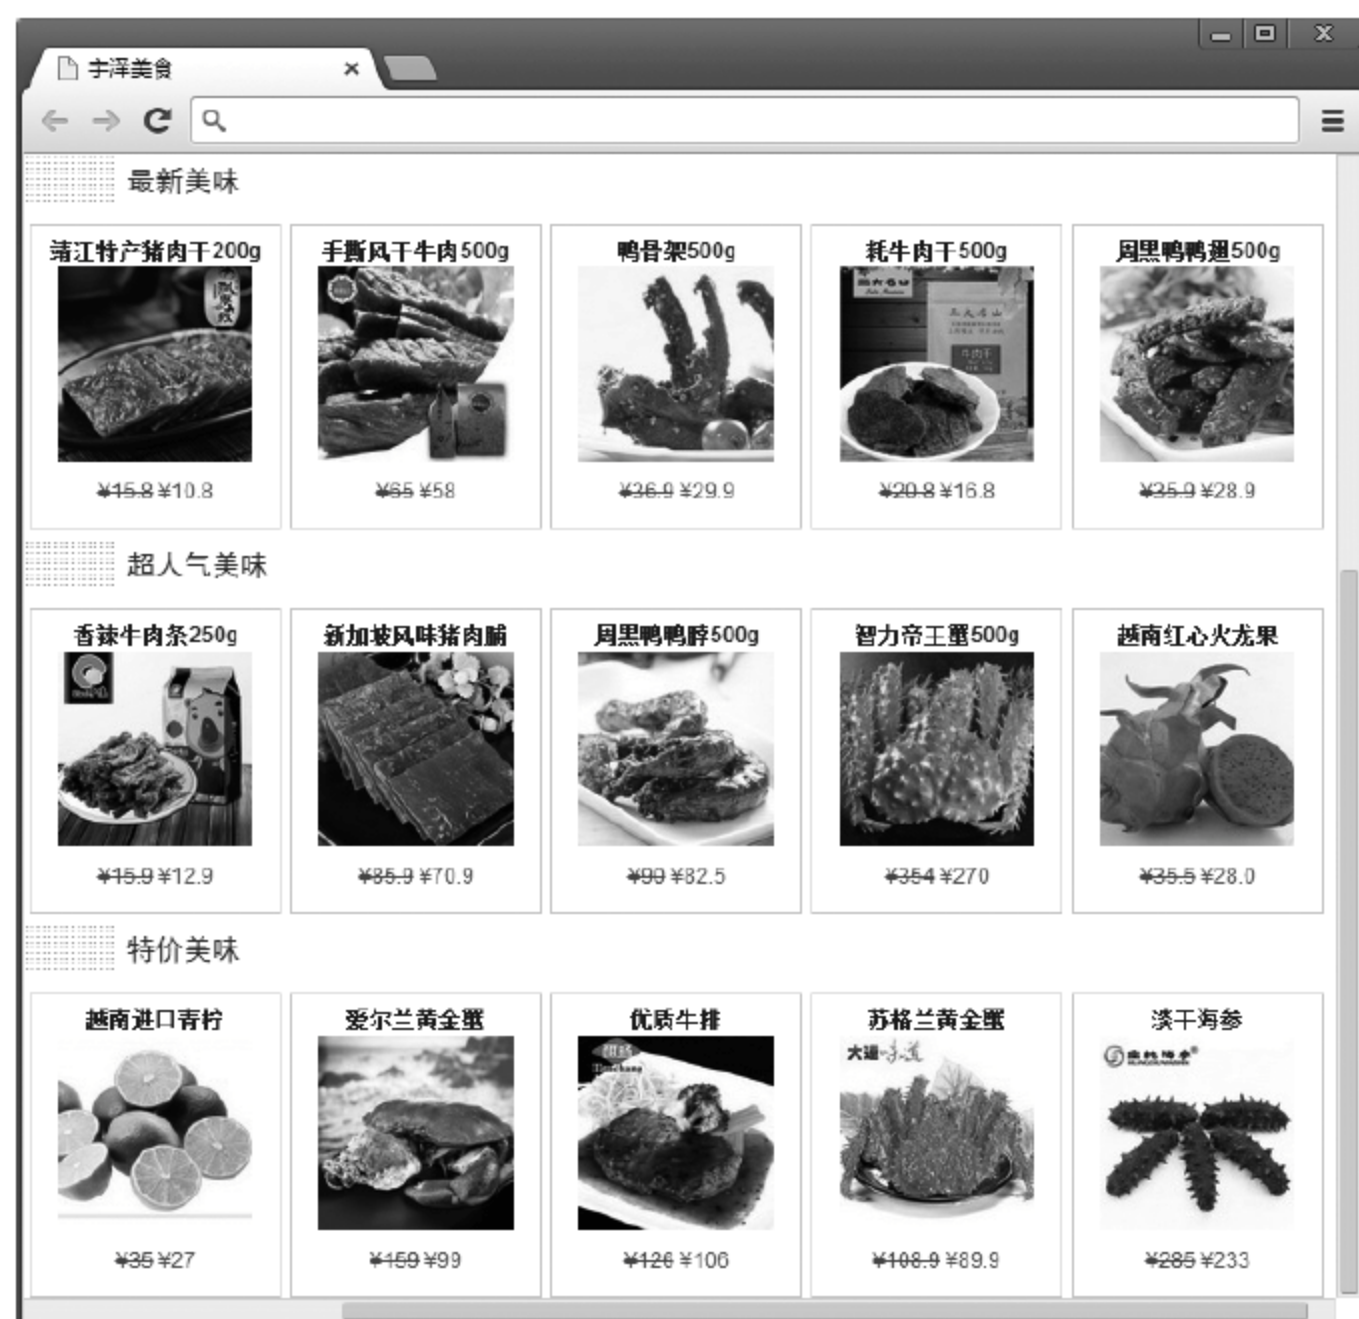 宇泽美食
最新美味
靖江特产猪肉干200g
手撕风干牛肉500g
鸭骨架500g
耗牛肉干500g
周黑鸭鸭翅500g
三大名山
牛肉干
¥15.8 ¥10.8
¥65 ¥58
¥36.9 ¥29.9
¥20.8 ¥16.8
¥35.9 ¥28.9
超人气美味
香辣牛肉条250g
新加坡风味猪肉脯
周黑鸭鸭脖500g
智力帝王蟹500g
越南红心火龙果
¥15.9 ¥12.9
¥85.9 ¥70.9
¥90 ¥82.5
¥354 ¥270
¥35.5 ¥28.0
特价美味
越南进口青柠
爱尔兰黄金蟹
优质牛排
苏格兰黄金蟹
淡干海参
¥35 ¥27
¥159 ¥99
¥126 ¥106
¥108.9 ¥89.9
¥285 ¥233